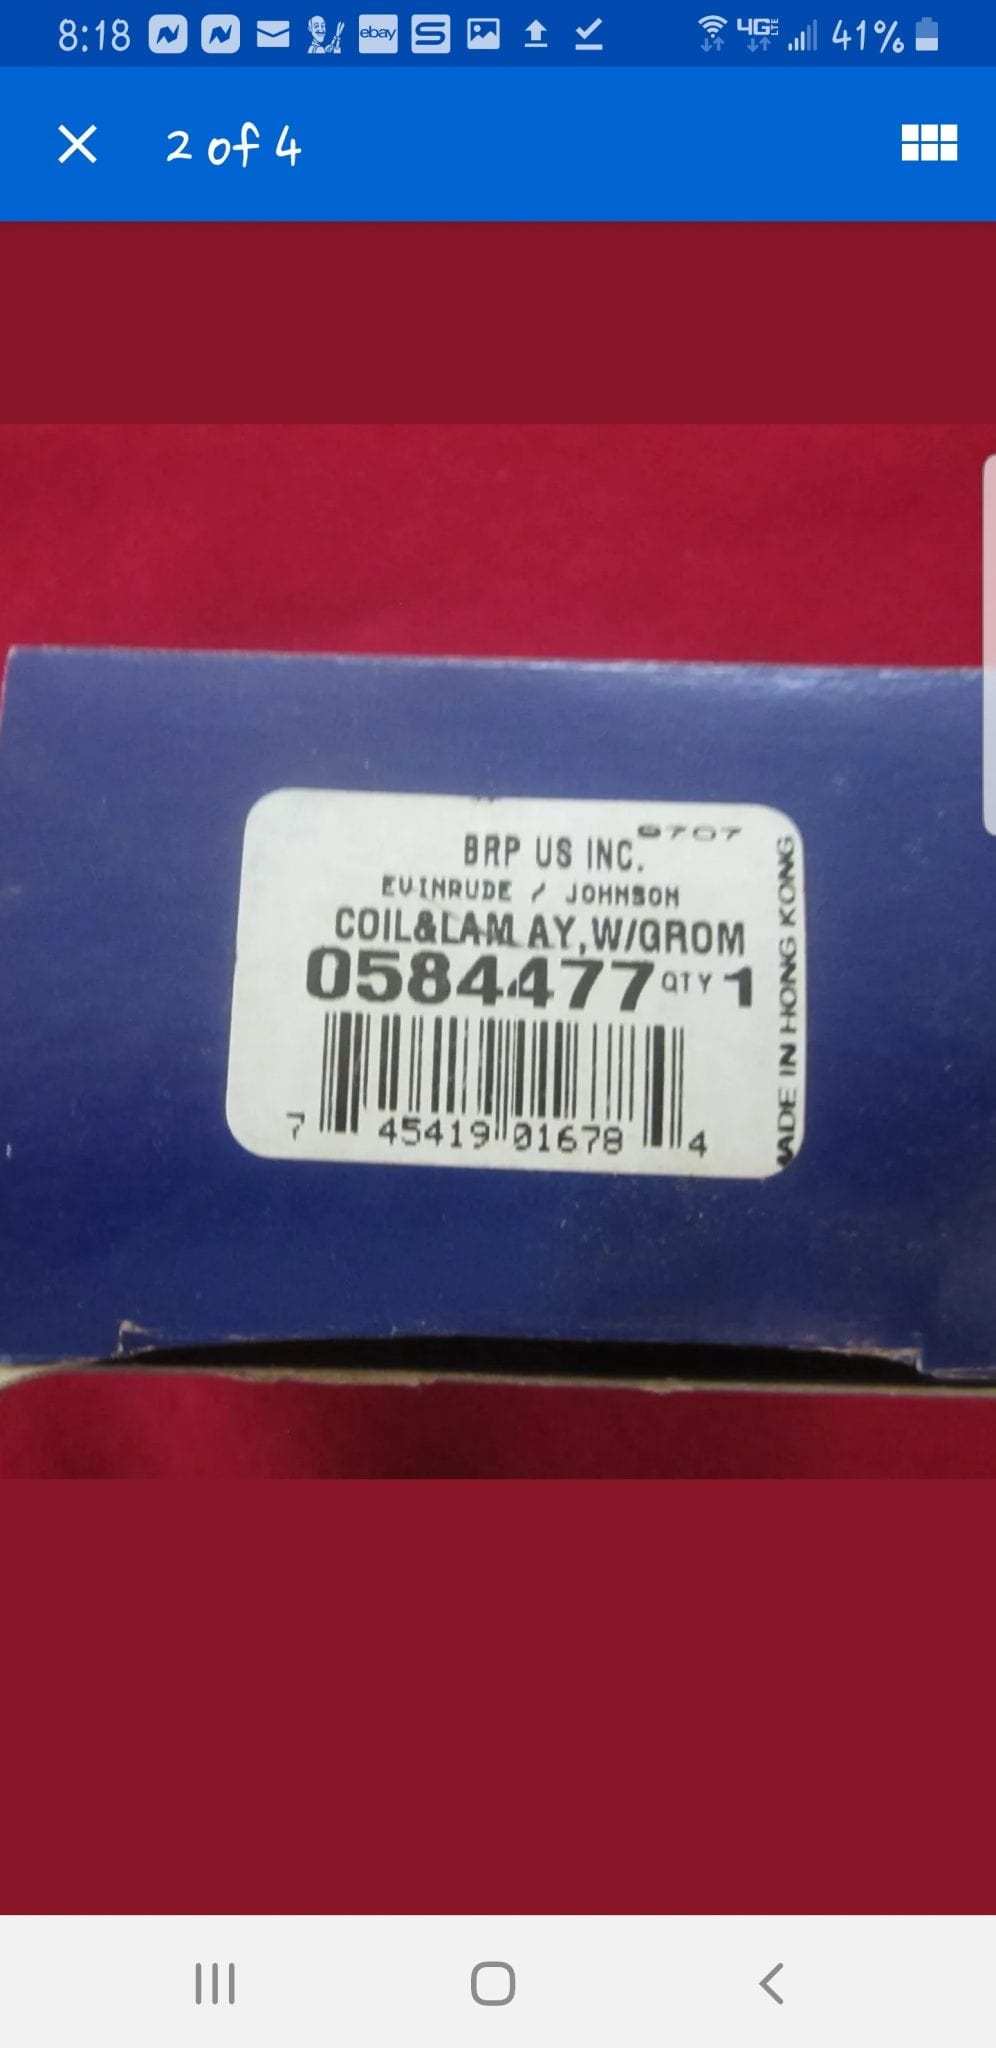 8:18 ebay S 4G LTE 41%
2 of 4
BRP US INC.
EVINRUDE / JOHNSON
COIL&LAM AY,W/GROM
0584477 QTY 1
7 45419 01678 4
MADE IN HONG KONG